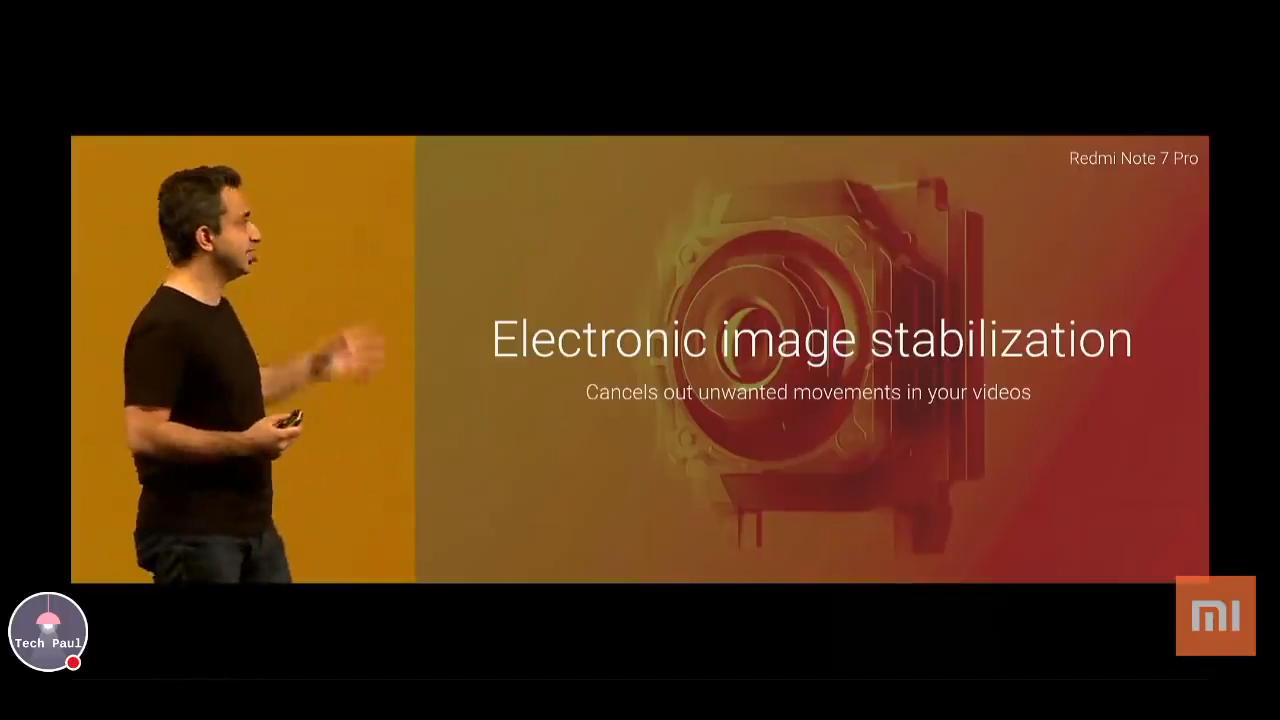 Redmi Note 7 Pro
Electronic image stabilization
Cancels out unwanted movements in your videos
Tech Paul
MI